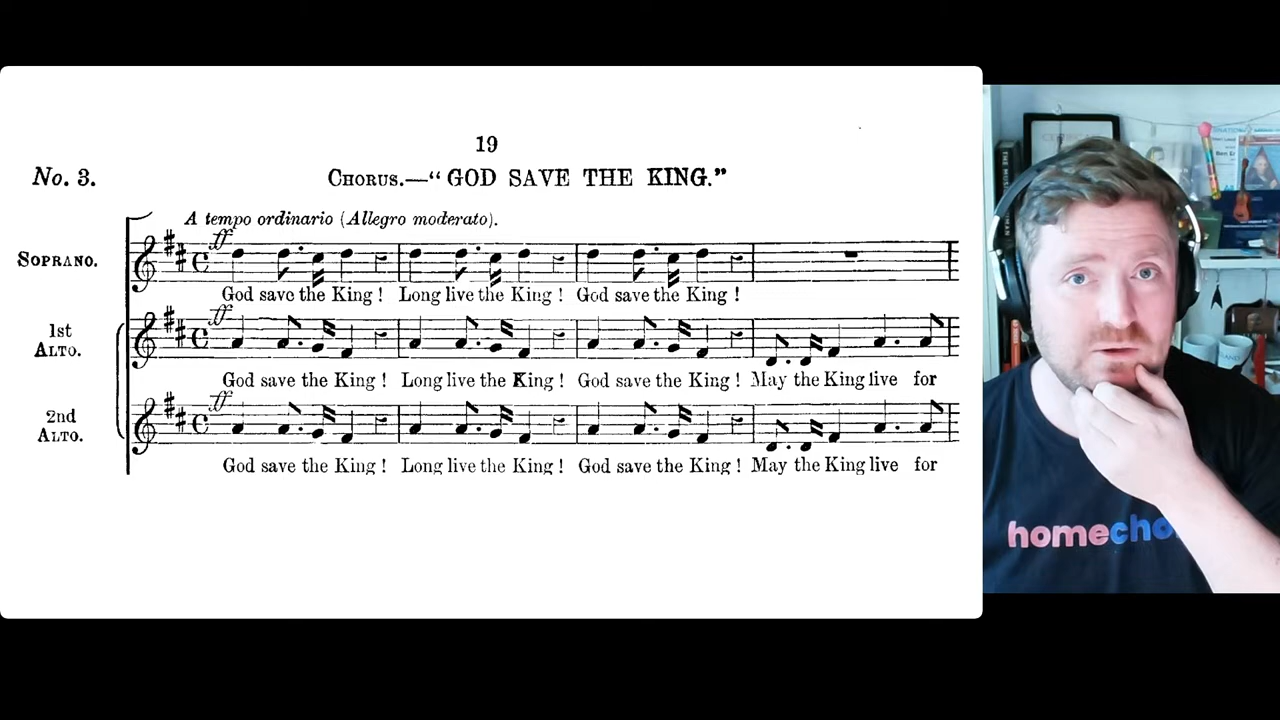 19
No. 3.
CHORUS.—“GOD SAVE THE KING.”
A tempo ordinario (Allegro moderato).
ff
SOPRANO.
God save the King! Long live the King! God save the King!
ff
1st
ALTO.
God save the King! Long live the King! God save the King! May the King live for
ff
2nd
ALTO.
God save the King! Long live the King! God save the King! May the King live for
homecho